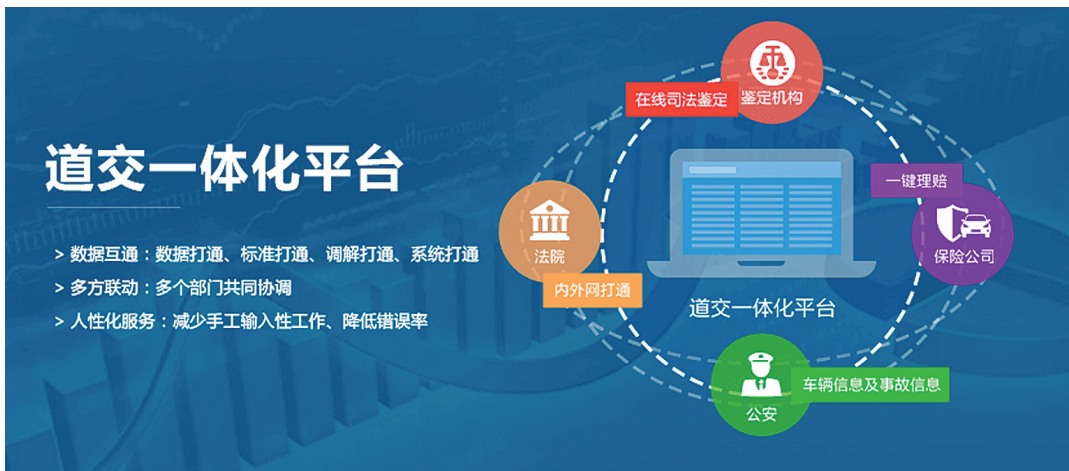 道交一体化平台
> 数据互通：数据打通、标准打通、调解打通、系统打通
> 多方联动：多个部门共同协调
> 人性化服务：减少手工输入性工作、降低错误率
在线司法鉴定
鉴定机构
一键理赔
保险公司
法院
内外网打通
道交一体化平台
车辆信息及事故信息
公安